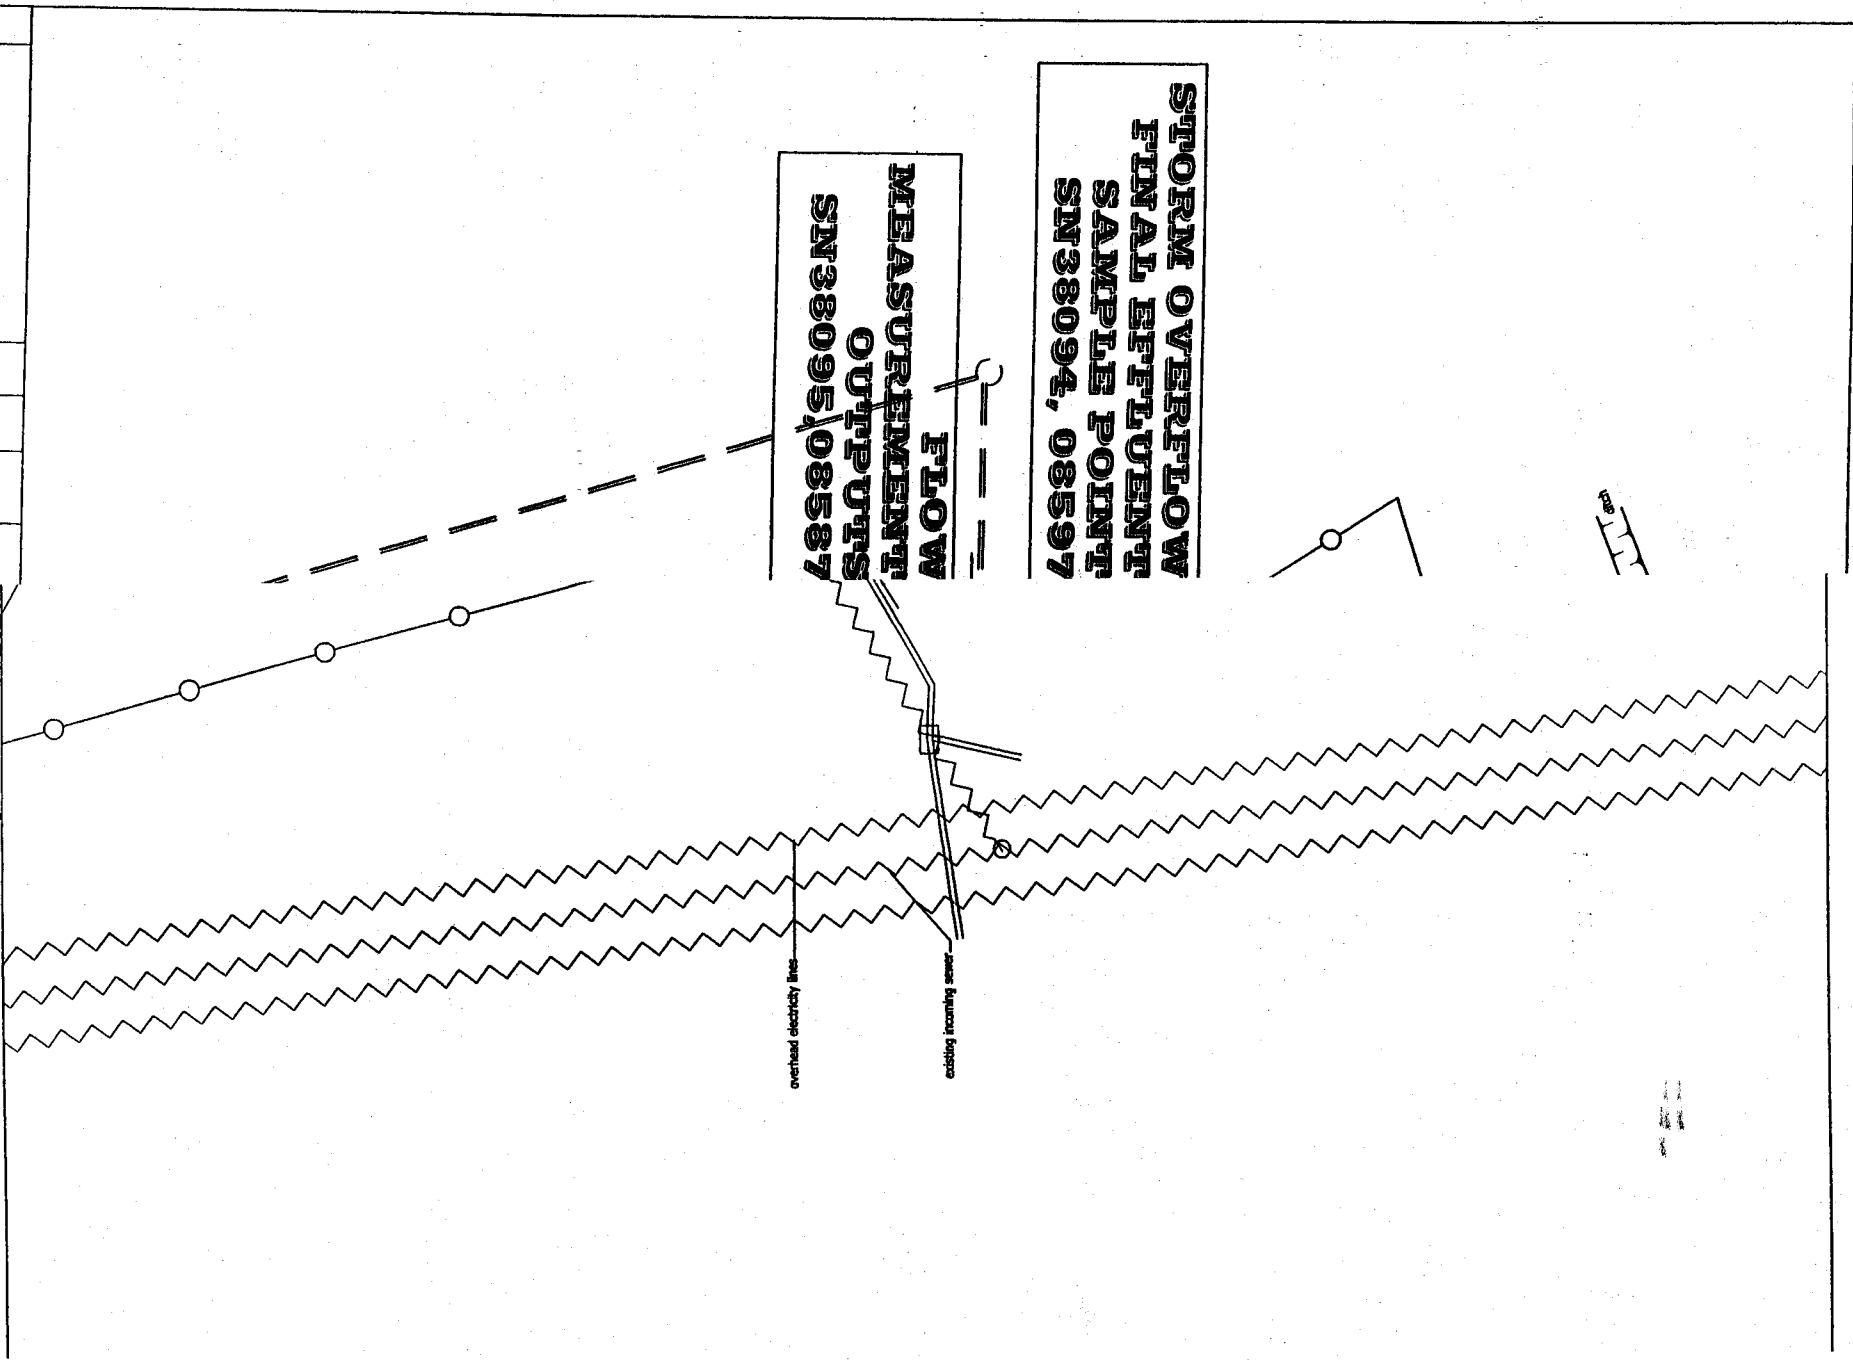 STORM OVERFLOW
FINAL EFFLUENT
SAMPLE POINT
SN38094, 08597
FLOW
MEASUREMENT
OUTPUTS
SN38095,08587
overhead electricity lines
existing incoming sewer